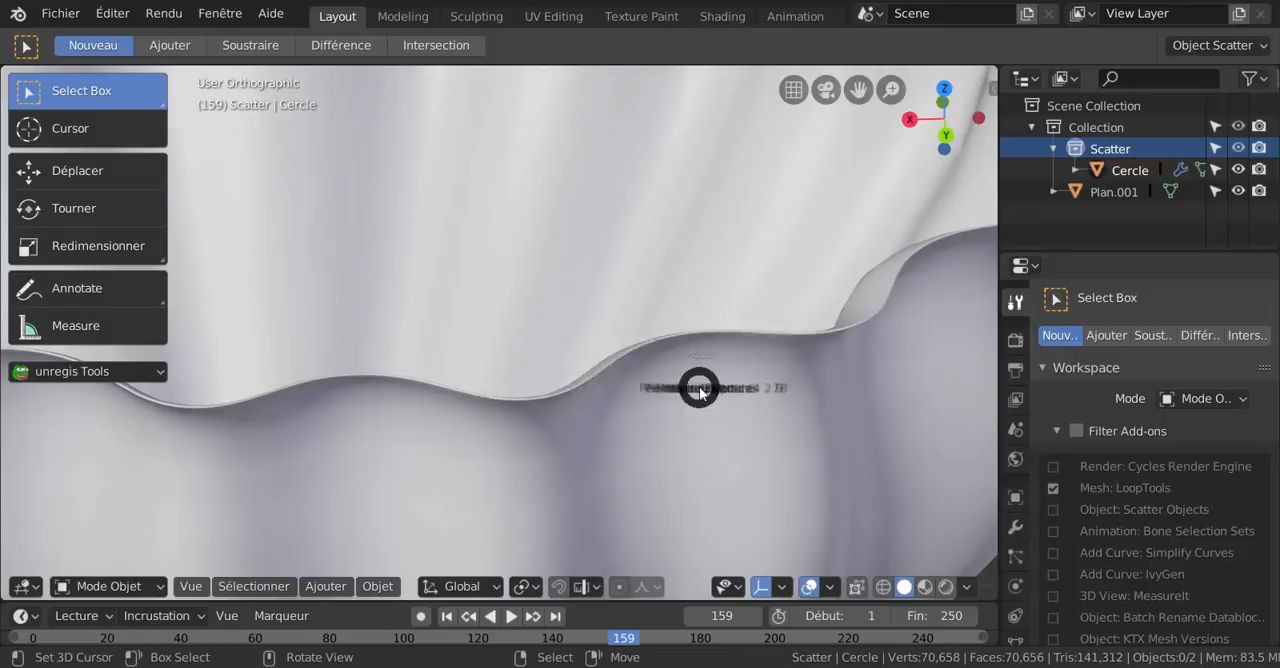 Fichier Éditer Rendu Fenêtre Aide Layout Modeling Sculpting UV Editing Texture Paint Shading Animation Scene View Layer
Nouveau Ajouter Soustraire Différence Intersection Object Scatter
Select Box
Cursor
Déplacer
Tourner
Redimensionner
Annotate
Measure
unregis Tools
User Orthographic
(159) Scatter | Cercle
Z
X
Y
Scene Collection
Collection
Scatter
Cercle
Plan.001
Select Box
Nouv.. Ajouter Soust.. Différ.. Inters..
Workspace
Mode Mode O..
Filter Add-ons
Render: Cycles Render Engine
Mesh: LoopTools
Object: Scatter Objects
Animation: Bone Selection Sets
Add Curve: Simplify Curves
Add Curve: IvyGen
3D View: MeasureIt
Object: Batch Rename Databloc..
Object: KTX Mesh Versions
Mode Objet Vue Sélectionner Ajouter Objet Global
Lecture Incrustation Vue Marqueur 159 Début: 1 Fin: 250
0 20 40 60 80 100 120 140 159 180 200 220 240
Set 3D Cursor Box Select Rotate View Select Move Scatter | Cercle | Verts:70,658 | Faces:70,656 | Tris:141,312 | Objects:0/2 | Mem: 83.5 M